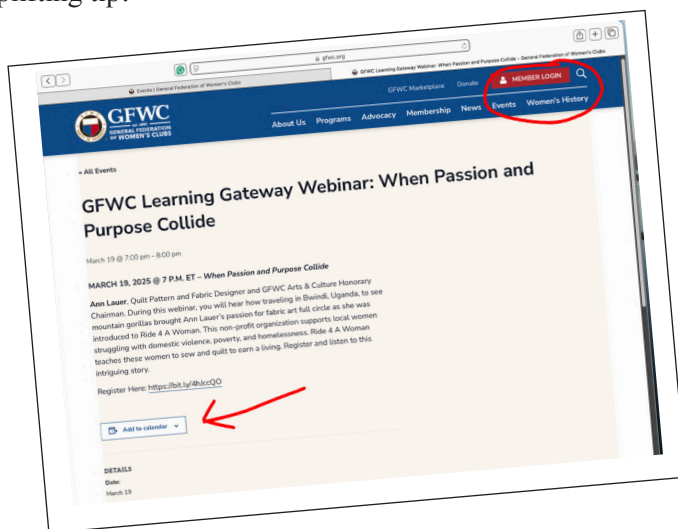 gfwc.org
Events | General Federation of Women's Clubs
GFWC Learning Gateway Webinar: When Passion and Purpose Collide – General Federation of Women's Clubs
GFWC Marketplace Donate MEMBER LOGIN
GFWC
GENERAL FEDERATION
OF WOMEN'S CLUBS
About Us Programs Advocacy Membership News Events Women's History
« All Events
GFWC Learning Gateway Webinar: When Passion and
Purpose Collide
March 19 @ 7:00 pm - 8:00 pm
MARCH 19, 2025 @ 7 P.M. ET – When Passion and Purpose Collide
Ann Lauer, Quilt Pattern and Fabric Designer and GFWC Arts & Culture Honorary
Chairman. During this webinar, you will hear how traveling in Bwindi, Uganda, to see
mountain gorillas brought Ann Lauer's passion for fabric art full circle as she was
introduced to Ride 4 A Woman. This non-profit organization supports local women
struggling with domestic violence, poverty, and homelessness. Ride 4 A Woman
teaches these women to sew and quilt to earn a living. Register and listen to this
intriguing story.
Register Here: https://bit.ly/4hJccQO
Add to calendar
DETAILS
Date:
March 19